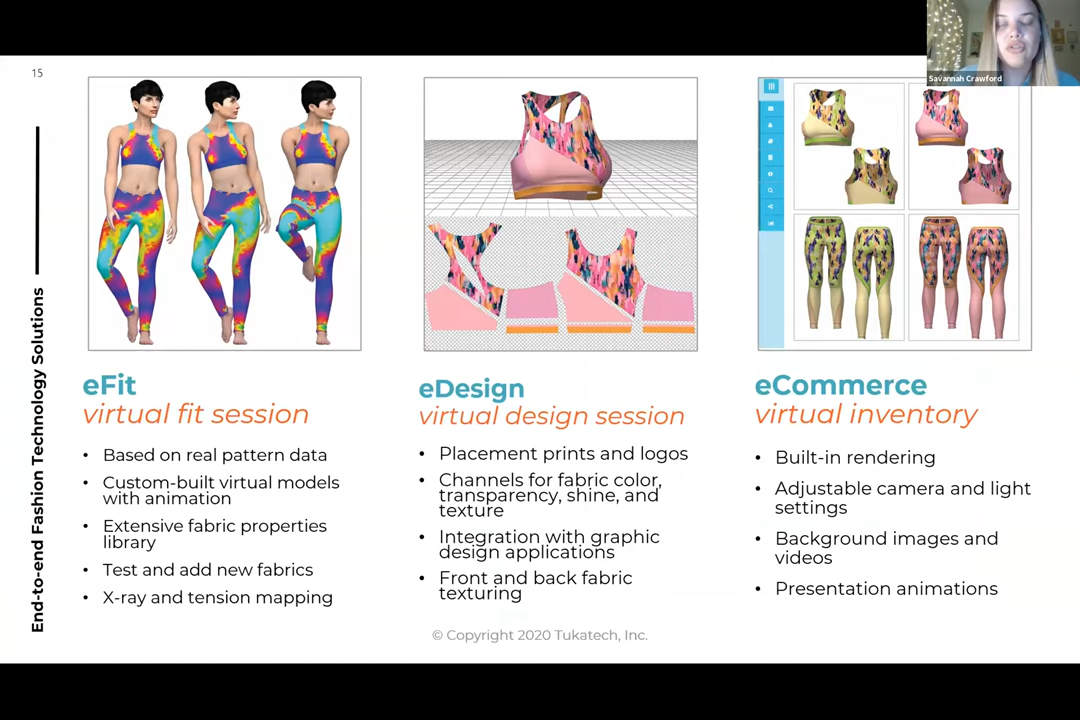 15
Savannah Crawford
End-to-end Fashion Technology Solutions
eFit
virtual fit session
• Based on real pattern data
• Custom-built virtual models
with animation
• Extensive fabric properties
library
• Test and add new fabrics
• X-ray and tension mapping
eDesign
virtual design session
• Placement prints and logos
• Channels for fabric color,
transparency, shine, and
texture
• Integration with graphic
design applications
• Front and back fabric
texturing
eCommerce
virtual inventory
• Built-in rendering
• Adjustable camera and light
settings
• Background images and
videos
• Presentation animations
© Copyright 2020 Tukatech, Inc.